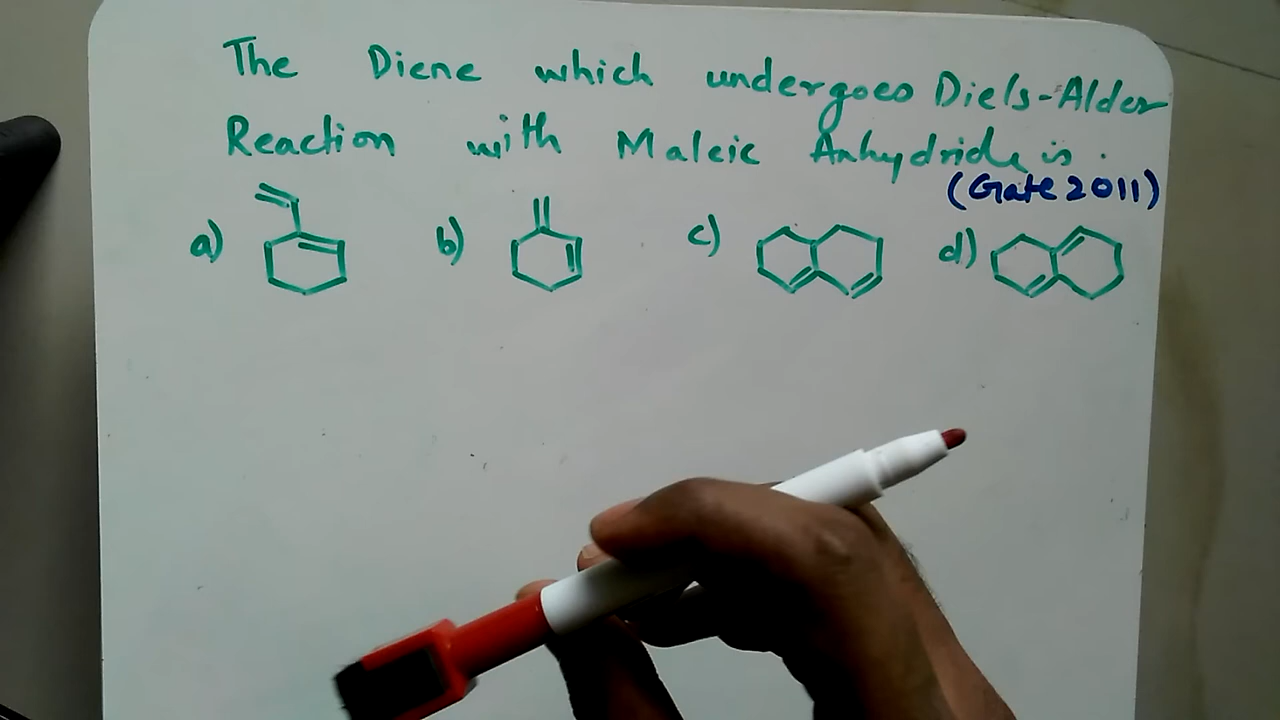 The Diene which undergoes Diels-Alder
Reaction with Maleic Anhydride is.
(Gate 2011)
a) b) c) d)